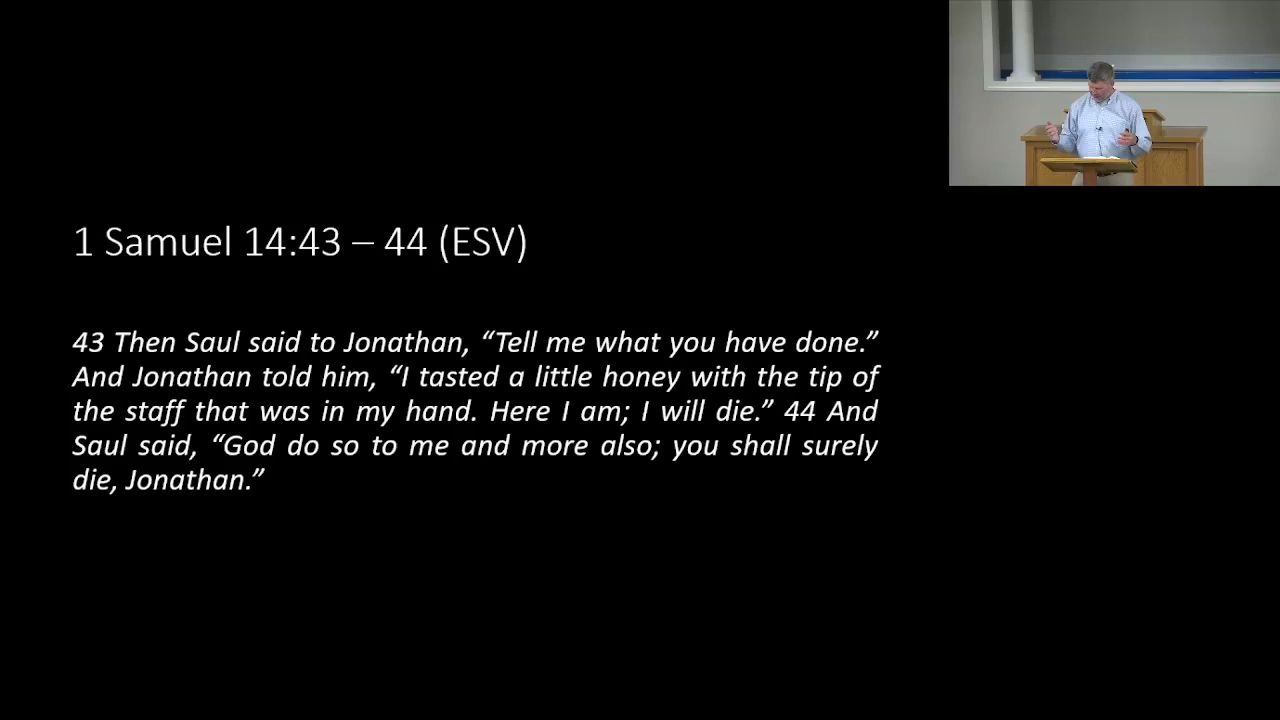 1 Samuel 14:43 – 44 (ESV)
43 Then Saul said to Jonathan, “Tell me what you have done.”
And Jonathan told him, “I tasted a little honey with the tip of
the staff that was in my hand. Here I am; I will die.” 44 And
Saul said, “God do so to me and more also; you shall surely
die, Jonathan.”